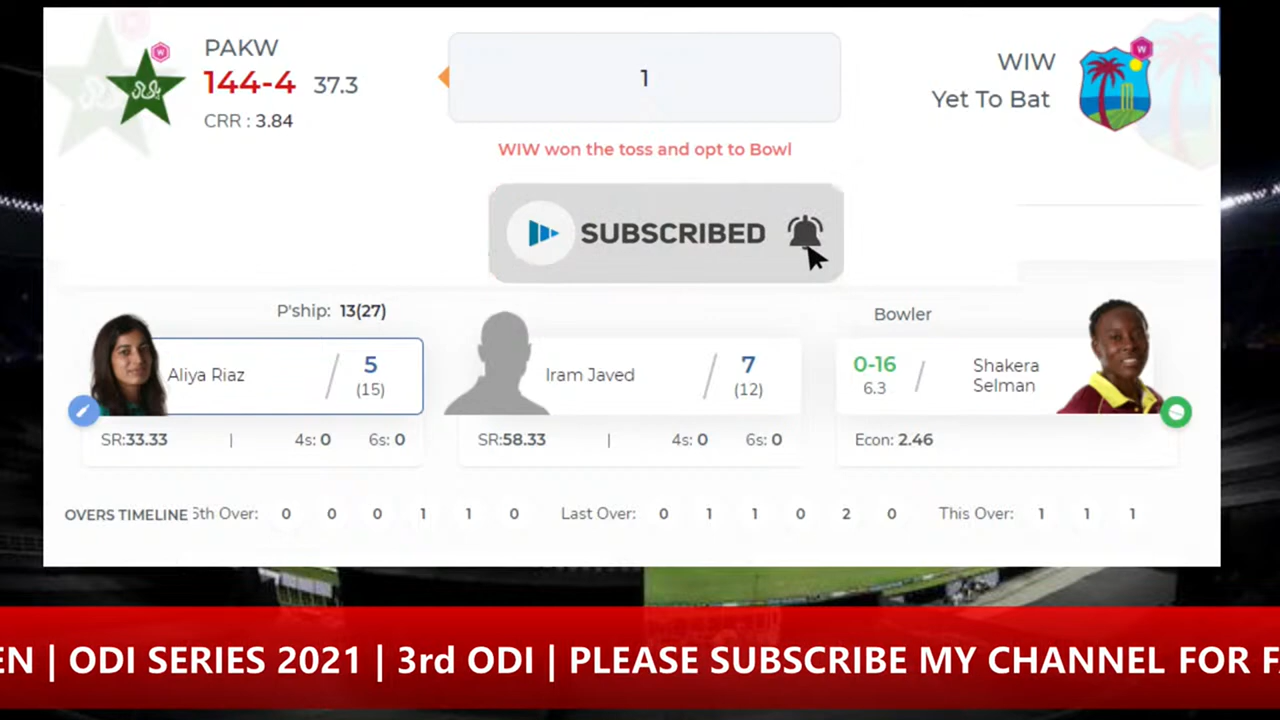 PAKW
144-4 37.3
CRR : 3.84
1
WIW
Yet To Bat
WIW won the toss and opt to Bowl
SUBSCRIBED
P'ship: 13(27)
Bowler
Aliya Riaz / 5
(15)
Iram Javed / 7
(12)
0-16
6.3 /
Shakera
Selman
SR:33.33 | 4s: 0 6s: 0
SR:58.33 | 4s: 0 6s: 0
Econ: 2.46
OVERS TIMELINE 5th Over: 0 0 0 1 1 0 Last Over: 0 1 1 0 2 0 This Over: 1 1 1
EN | ODI SERIES 2021 | 3rd ODI | PLEASE SUBSCRIBE MY CHANNEL FOR FA